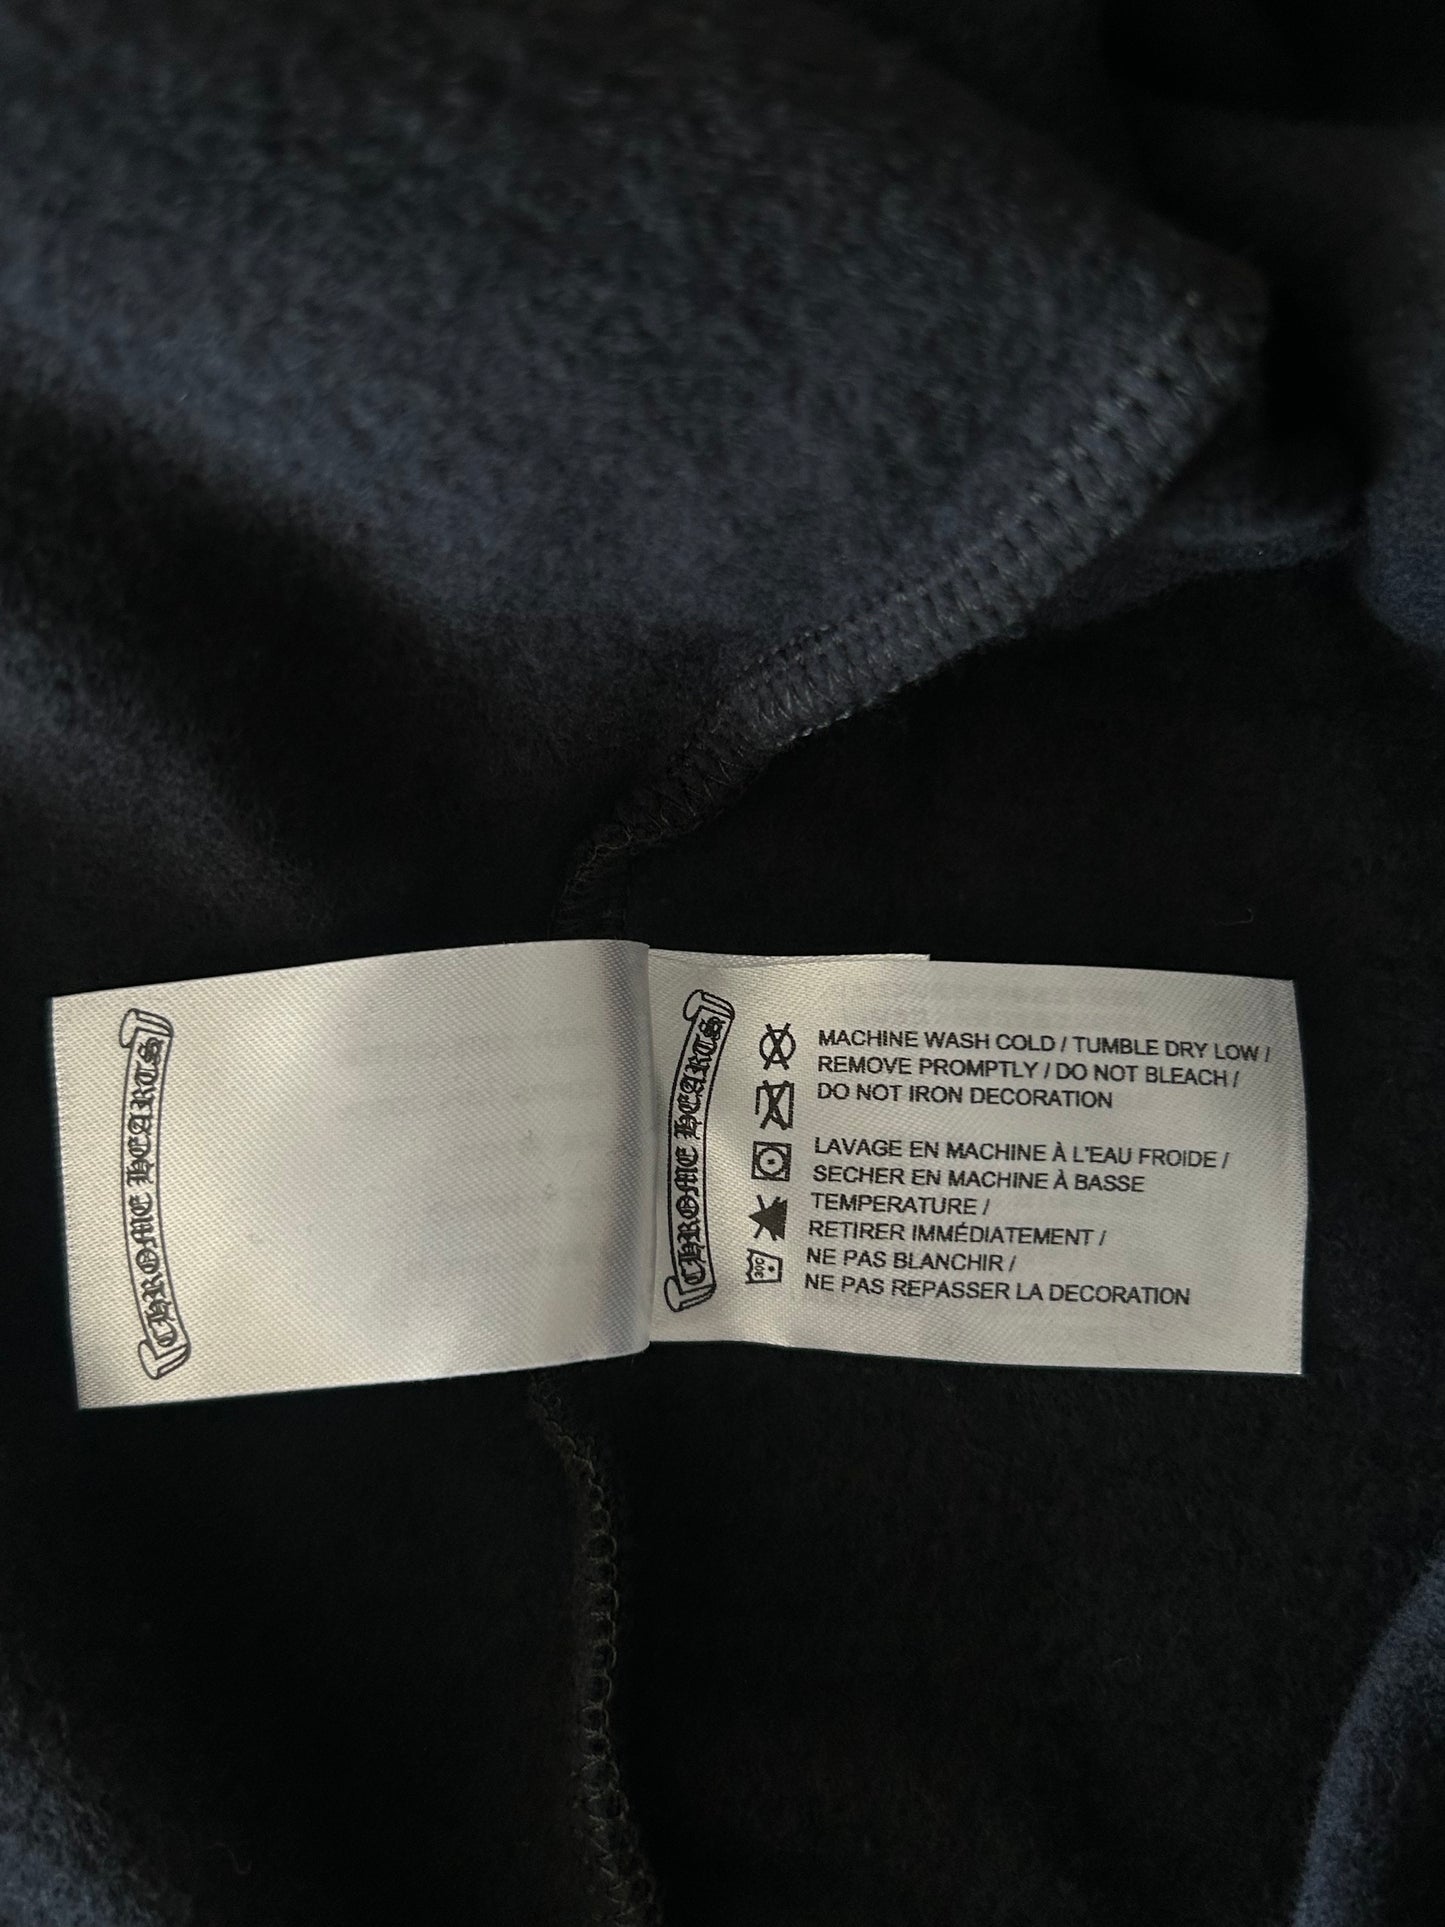 CHROME HEARTS
CHROME HEARTS
MACHINE WASH COLD / TUMBLE DRY LOW /
REMOVE PROMPTLY / DO NOT BLEACH /
DO NOT IRON DECORATION
LAVAGE EN MACHINE À L'EAU FROIDE /
SECHER EN MACHINE À BASSE
TEMPERATURE /
RETIRER IMMÉDIATEMENT /
NE PAS BLANCHIR /
NE PAS REPASSER LA DECORATION
30C